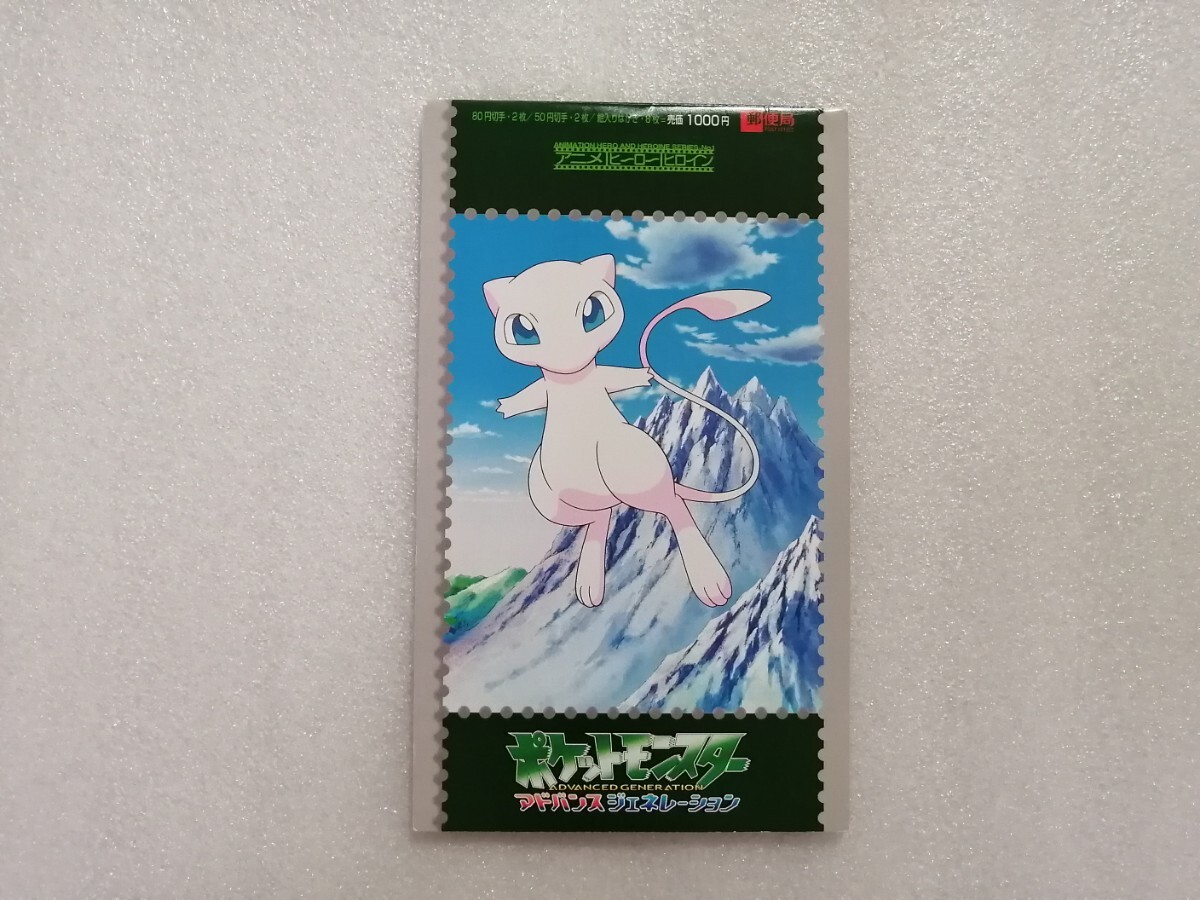 80円切手・2枚/50円切手・2枚/絵入りはがき・8枚=売価1000円
郵便局
POST OFFICE
ANIMATION HERO AND HEROINE SERIES No.1
アニメ・ヒーロー・ヒロイン
ポケットモンスター
ADVANCED GENERATION
アドバンスジェネレーション